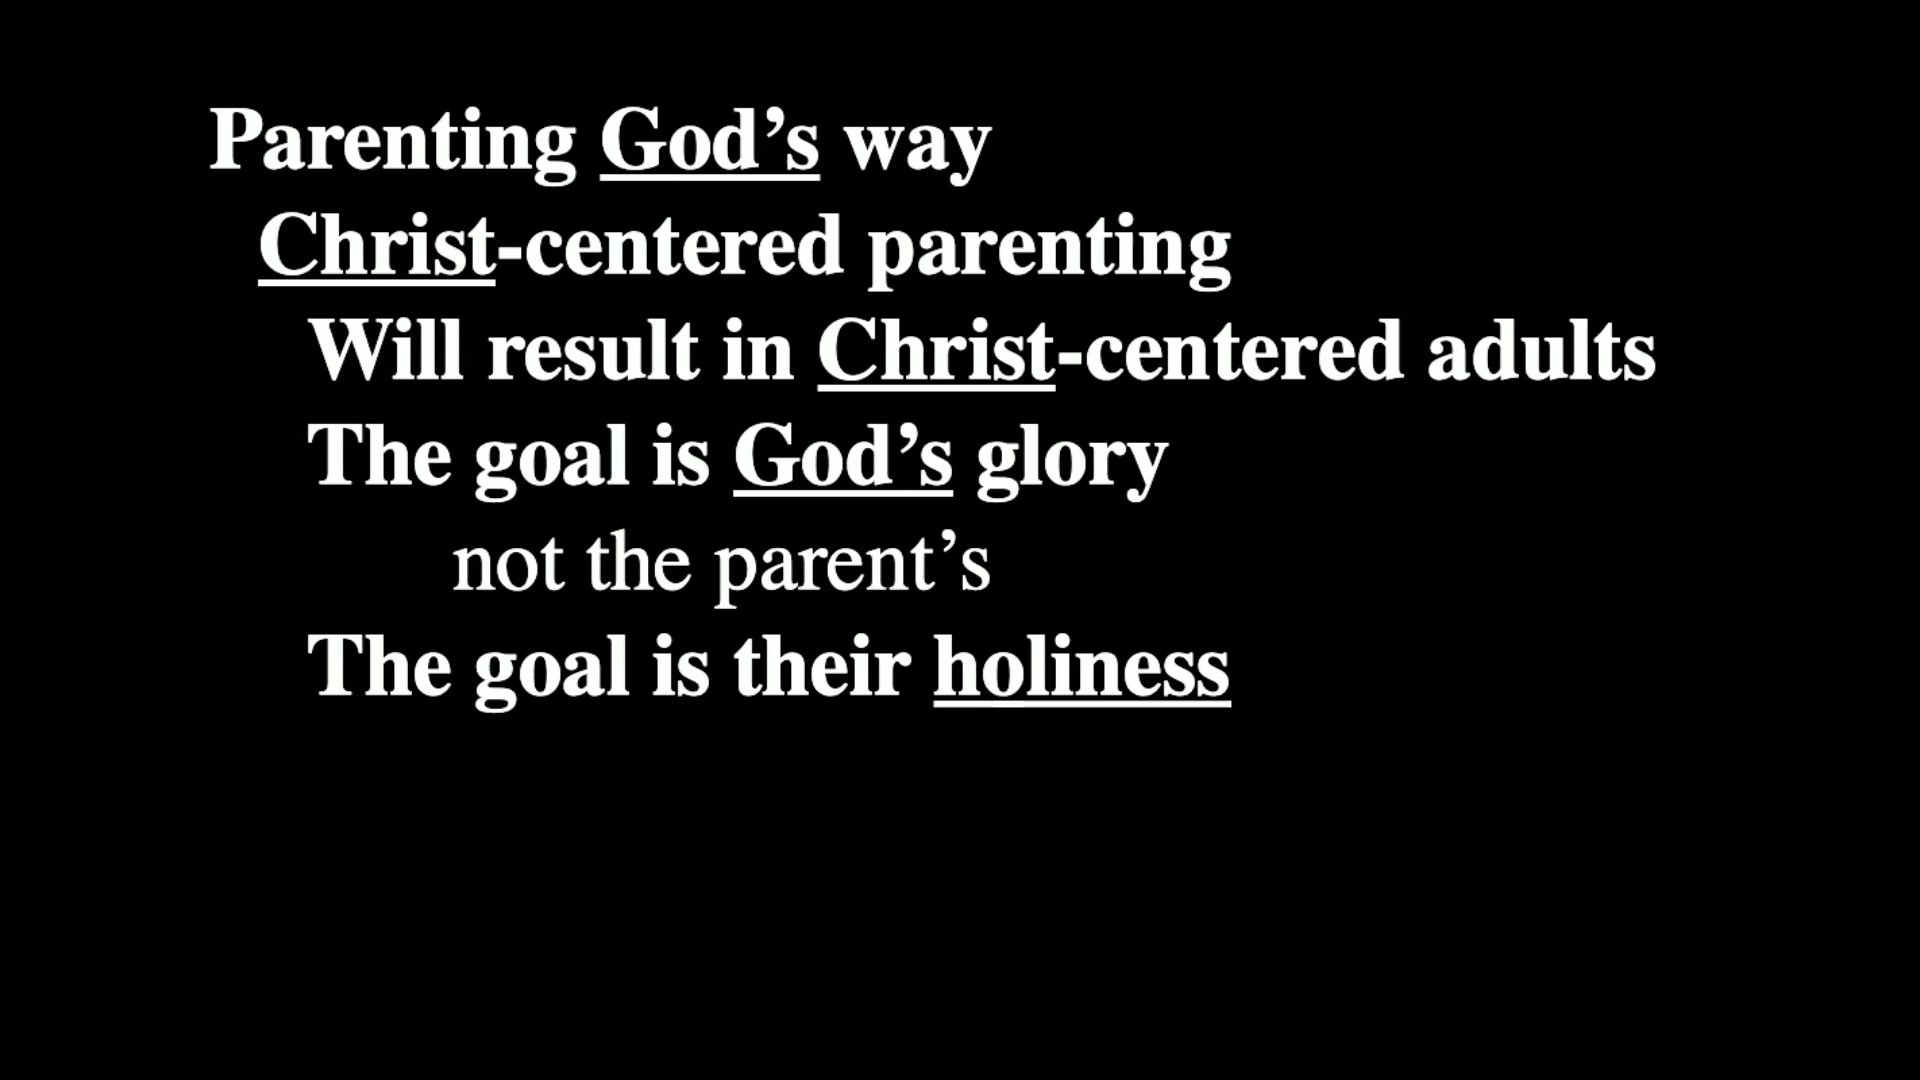 Parenting God’s way
Christ-centered parenting
Will result in Christ-centered adults
The goal is God’s glory
not the parent’s
The goal is their holiness